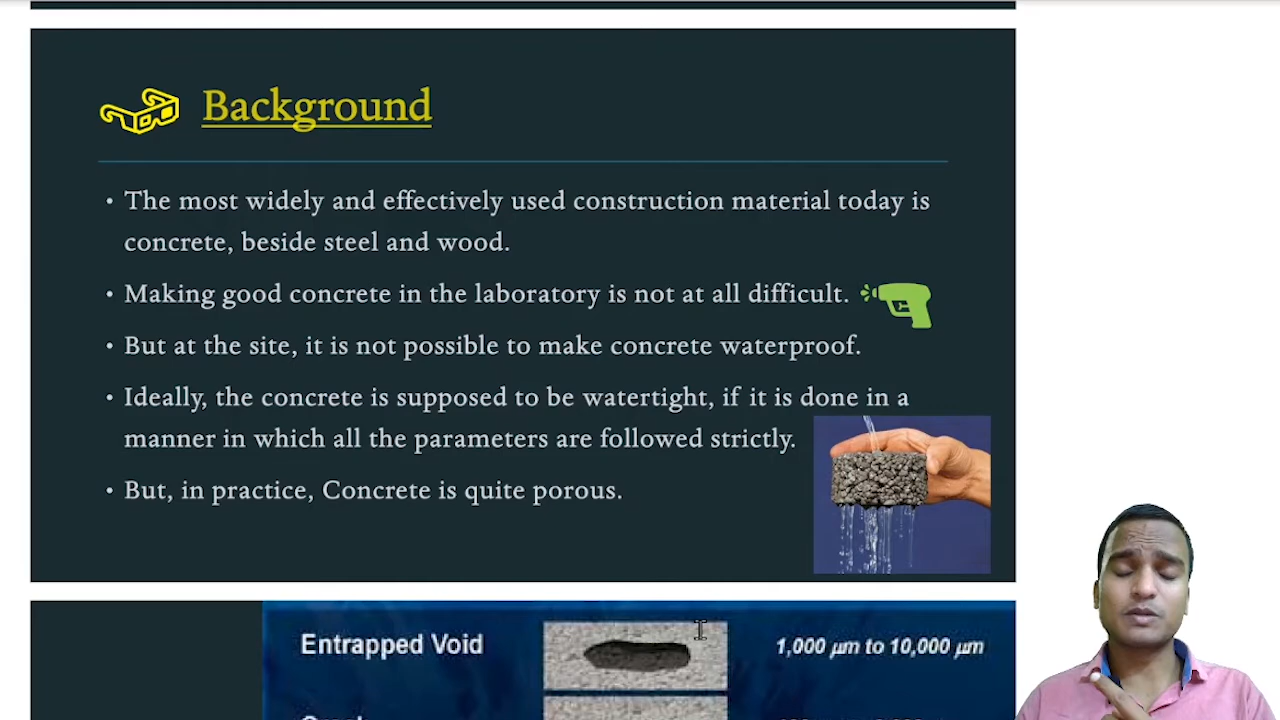 Background
• The most widely and effectively used construction material today is
concrete, beside steel and wood.
• Making good concrete in the laboratory is not at all difficult.
• But at the site, it is not possible to make concrete waterproof.
• Ideally, the concrete is supposed to be watertight, if it is done in a
manner in which all the parameters are followed strictly.
• But, in practice, Concrete is quite porous.
Entrapped Void
1,000 µm to 10,000 µm